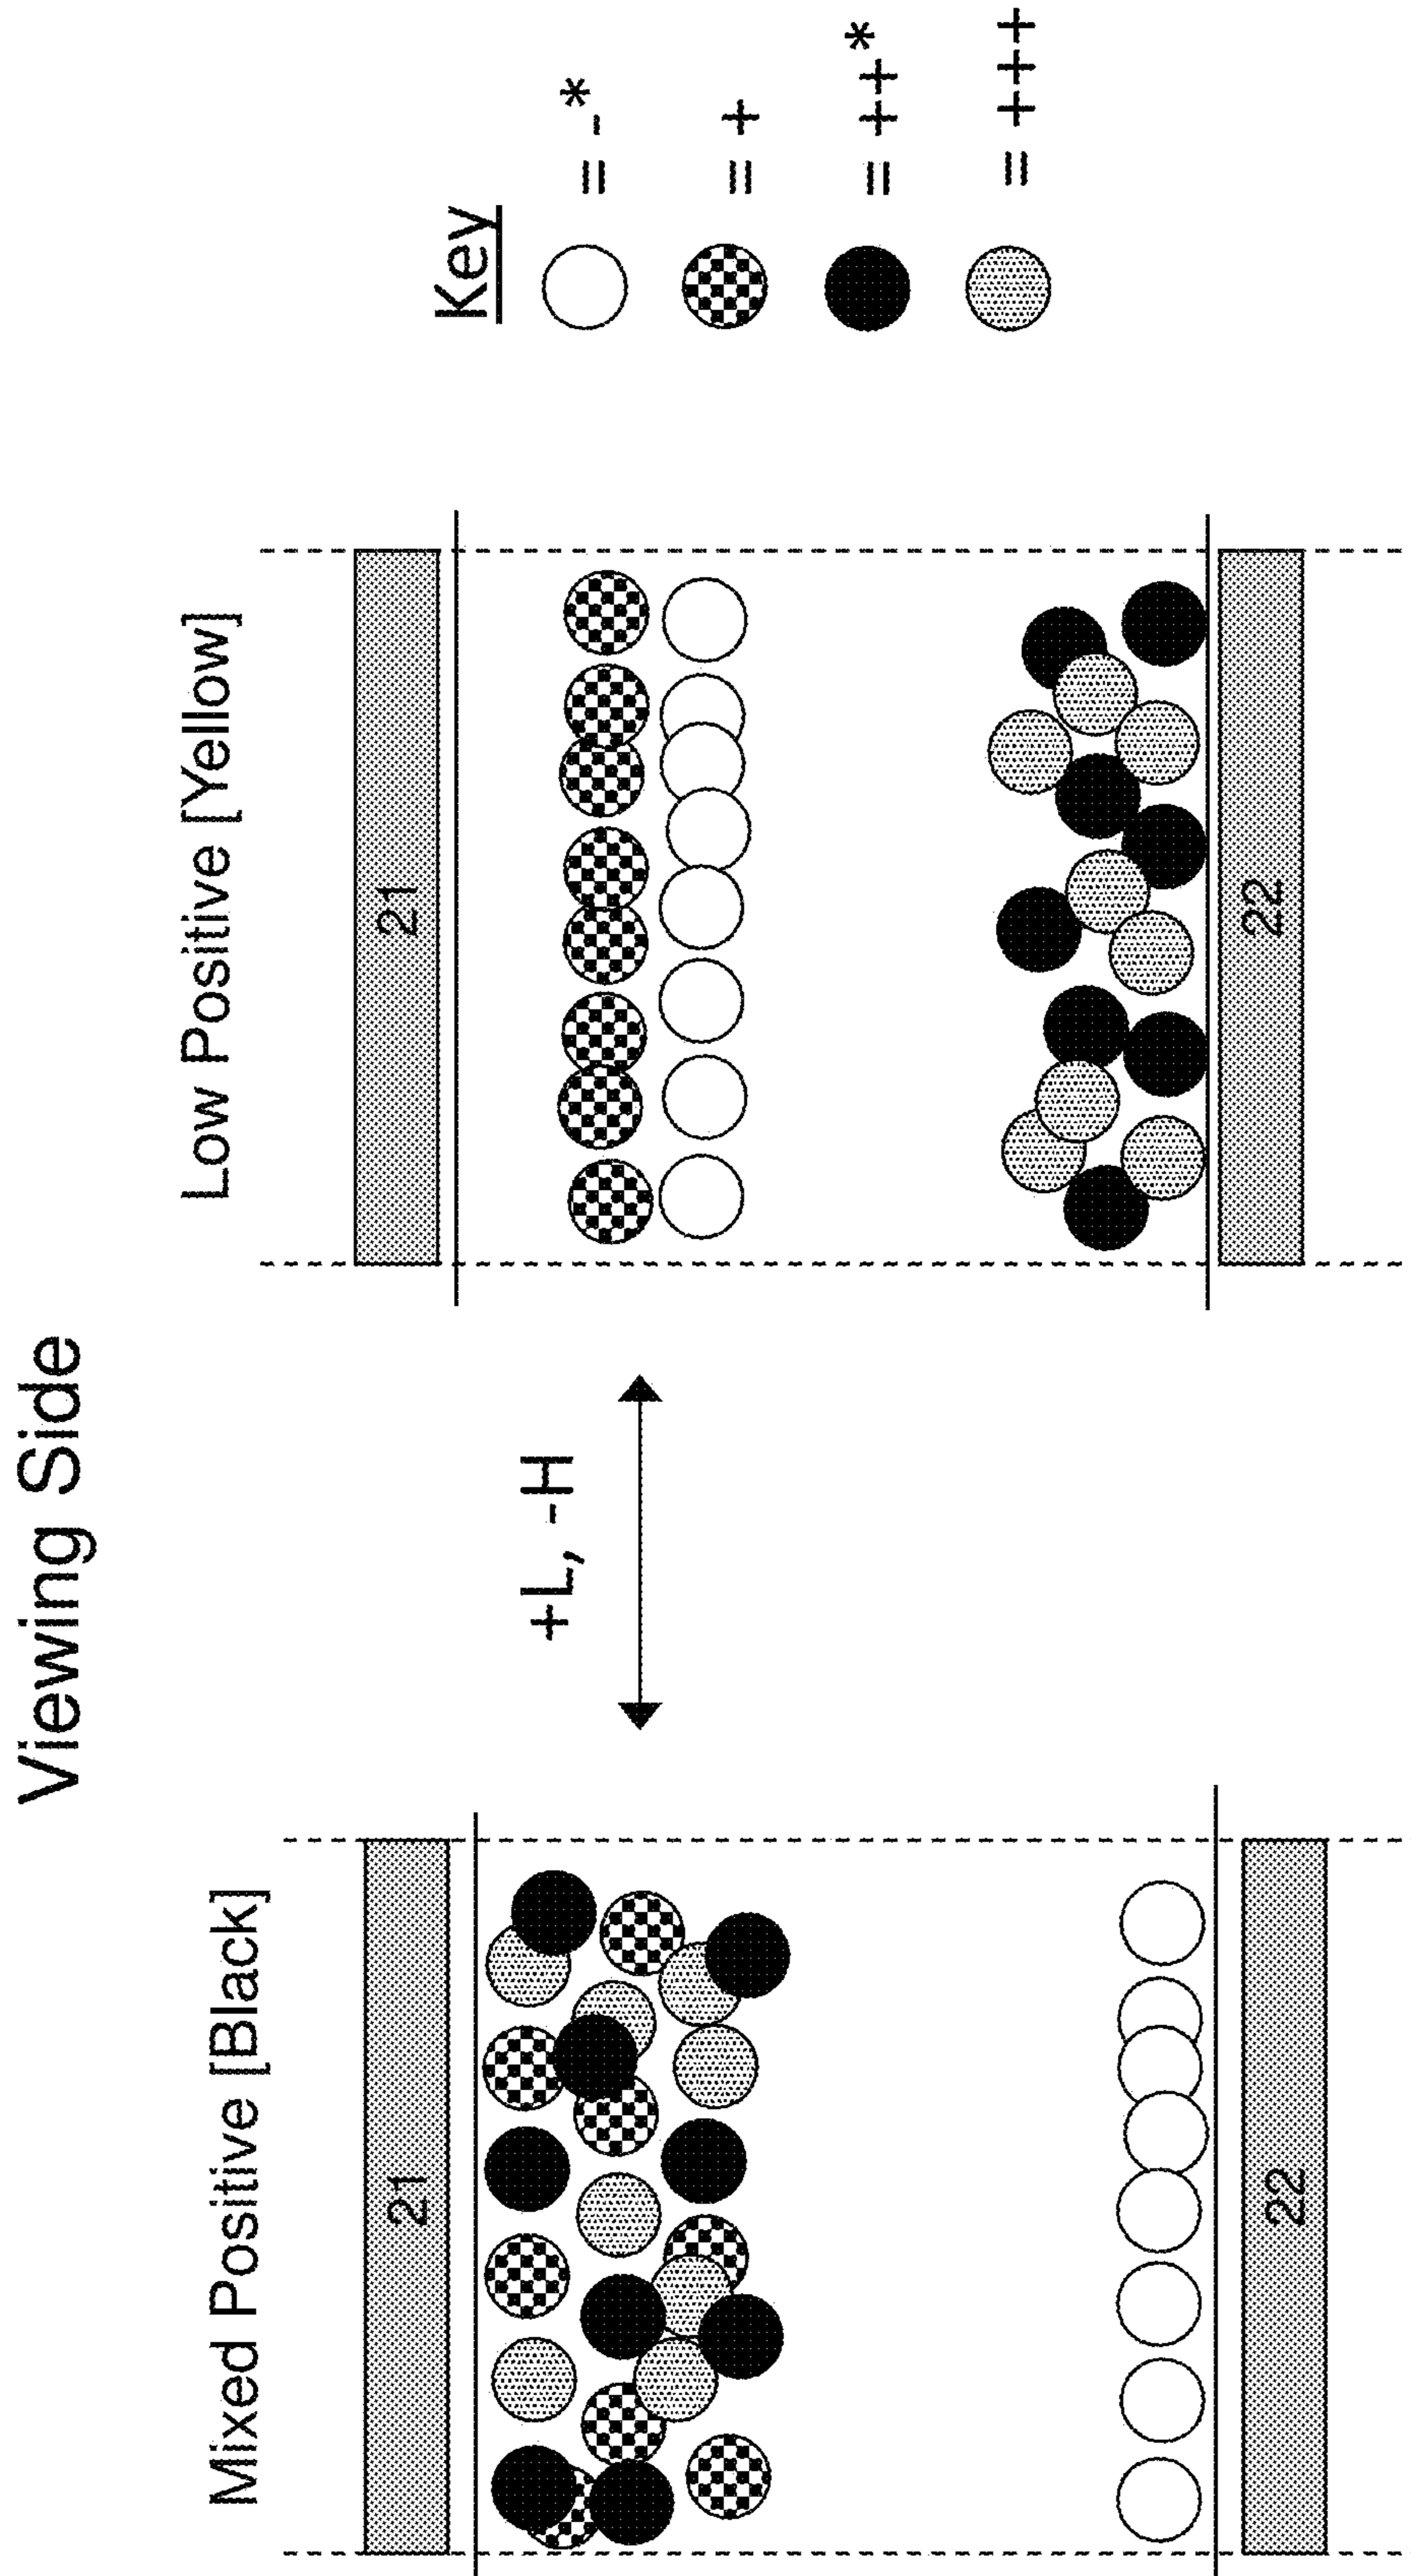 Viewing Side
Mixed Positive [Black]
Low Positive [Yellow]
21
21
+L, -H
22
22
Key
= -*
= +
= ++*
= +++